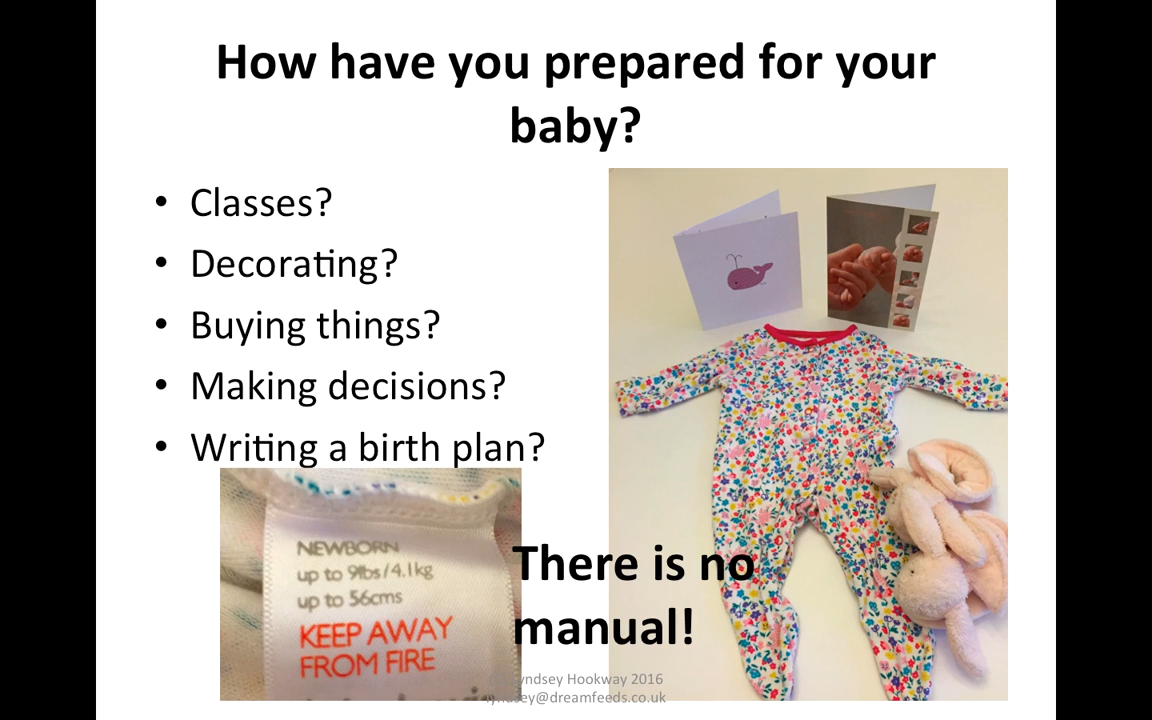 How have you prepared for your
baby?
• Classes?
• Decorating?
• Buying things?
• Making decisions?
• Writing a birth plan?
NEWBORN
up to 9lbs/4.1kg
up to 56cms
KEEP AWAY
FROM FIRE
There is no
manual!
Lyndsey Hookway 2016
lyndsey@dreamfeeds.co.uk